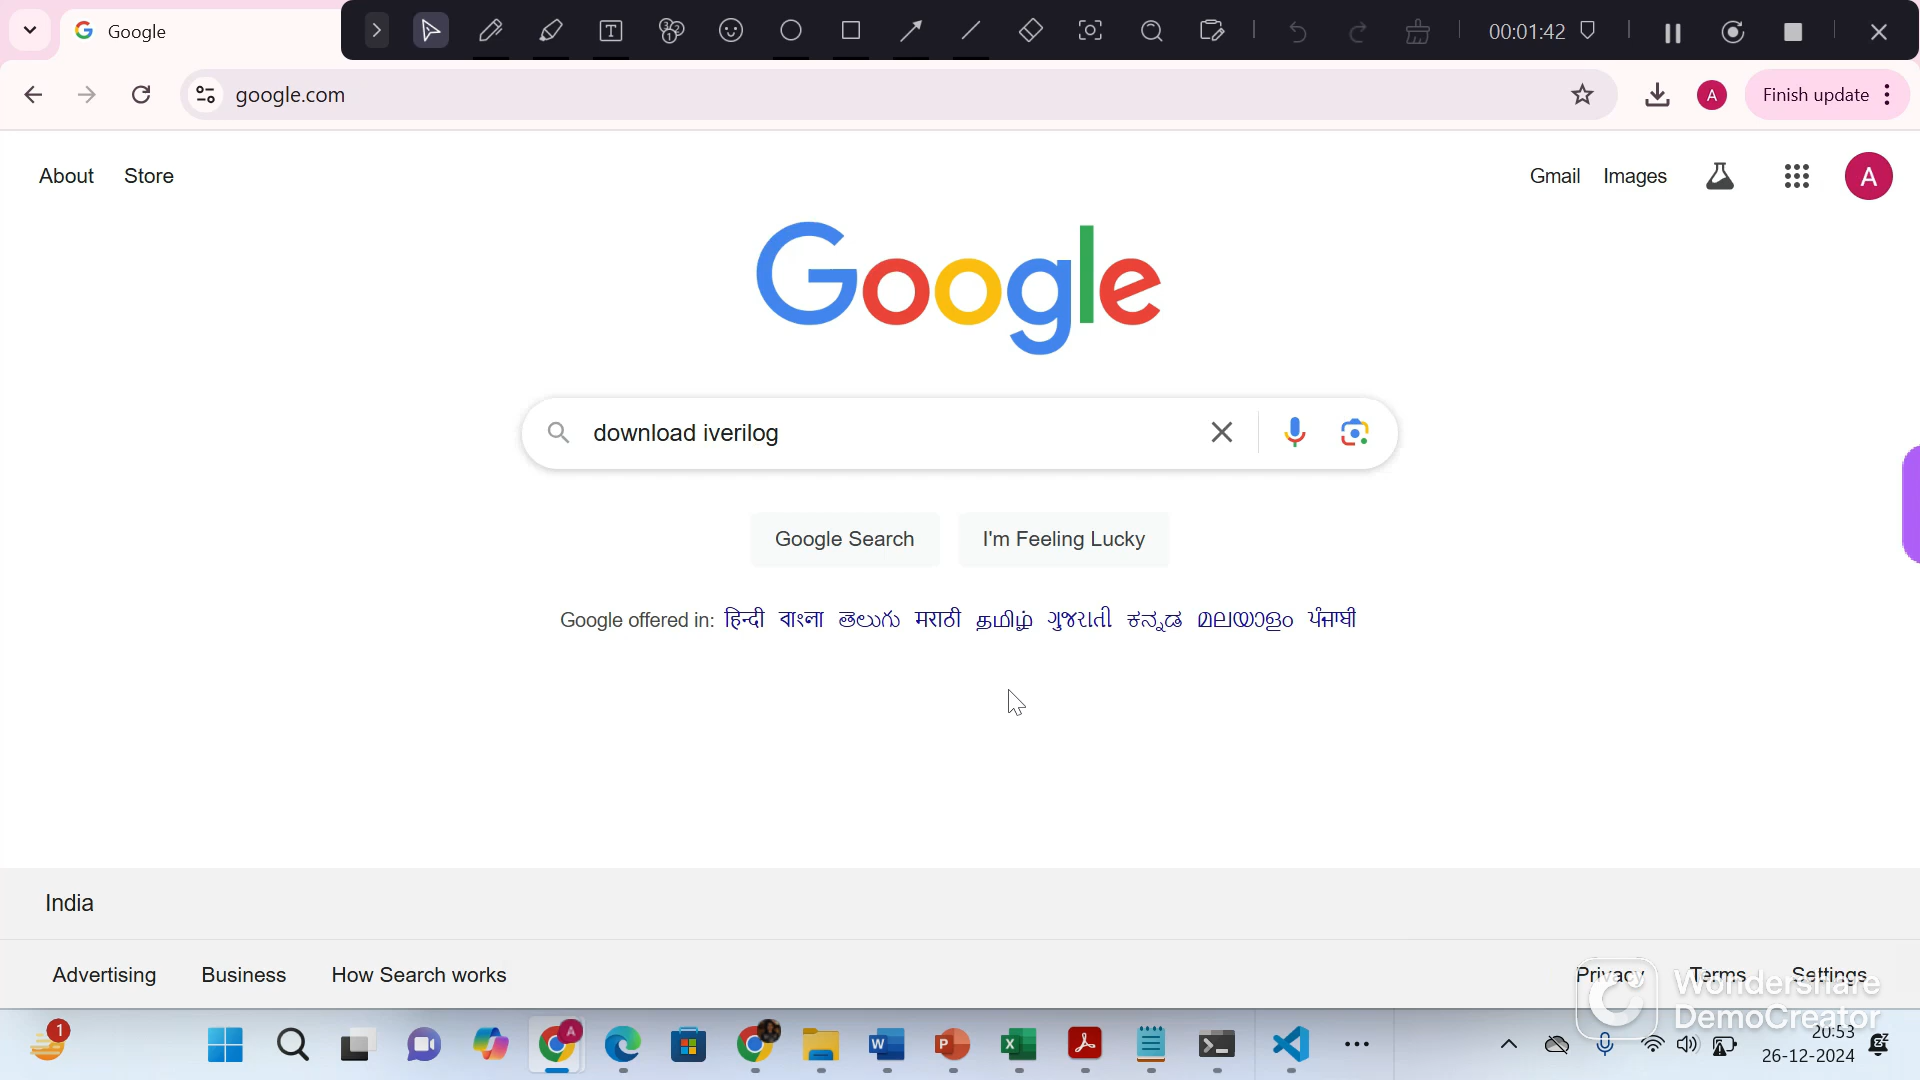 Google
00:01:42
google.com
A
Finish update
About Store
Gmail Images
A
Google
download iverilog
Google Search
I'm Feeling Lucky
Google offered in: हिन्दी বাংলা తెలుగు मराठी தமிழ் ગુજરાતી ಕನ್ನಡ മലയാളം ਪੰਜਾਬੀ
India
Advertising Business How Search works
Privacy Terms Settings
Wondershare
DemoCreator
1
A
20:53
26-12-2024